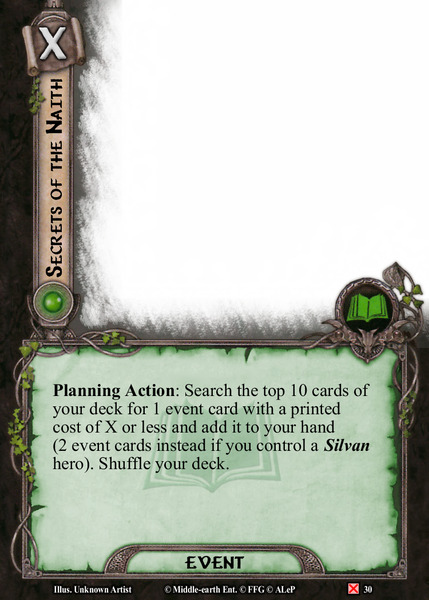 X
Secrets of the Naith
Planning Action: Search the top 10 cards of
your deck for 1 event card with a printed
cost of X or less and add it to your hand
(2 event cards instead if you control a Silvan
hero). Shuffle your deck.
EVENT
Illus. Unknown Artist © Middle-earth Ent. © FFG © ALeP 30